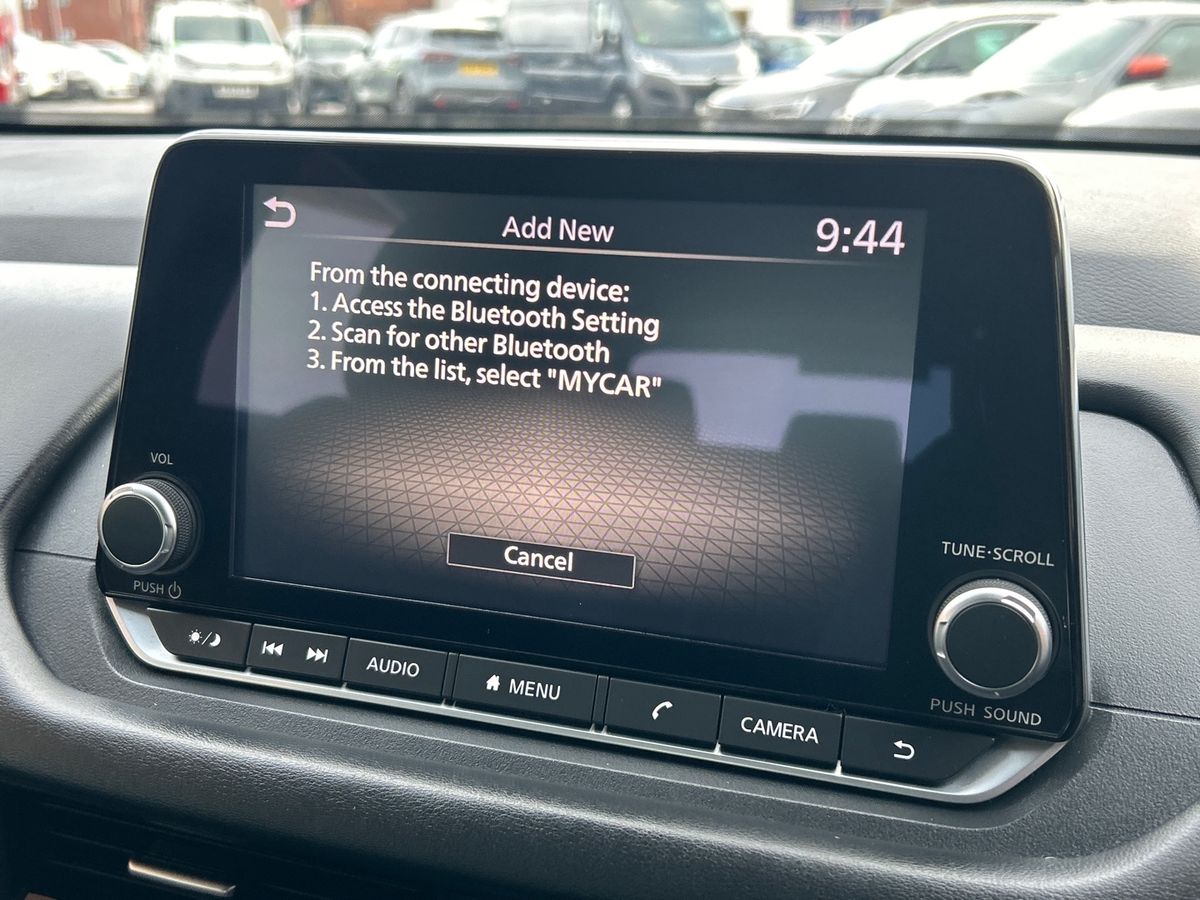 Add New
9:44
From the connecting device:
1. Access the Bluetooth Setting
2. Scan for other Bluetooth
3. From the list, select "MYCAR"
Cancel
VOL
PUSH
TUNE·SCROLL
PUSH SOUND
AUDIO
MENU
CAMERA